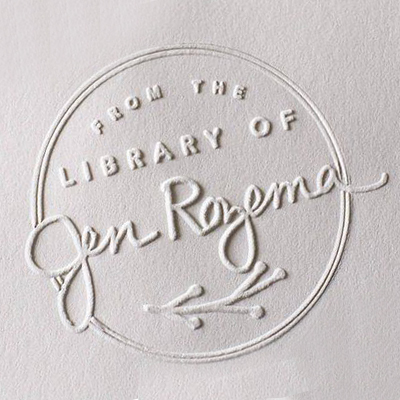 FROM THE
LIBRARY OF
Jen Rozema